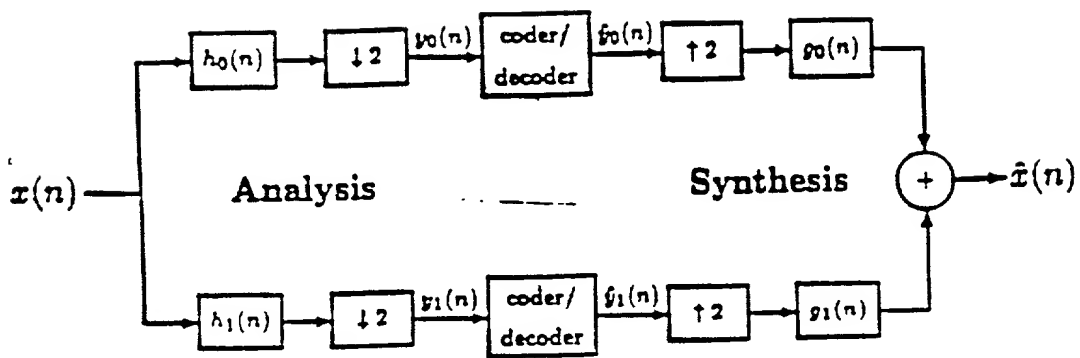 h₀(n)
↓2
y₀(n)
coder/
decoder
ŷ₀(n)
↑2
g₀(n)
x(n)
Analysis
Synthesis
+
x̂(n)
h₁(n)
↓2
y₁(n)
coder/
decoder
ŷ₁(n)
↑2
g₁(n)